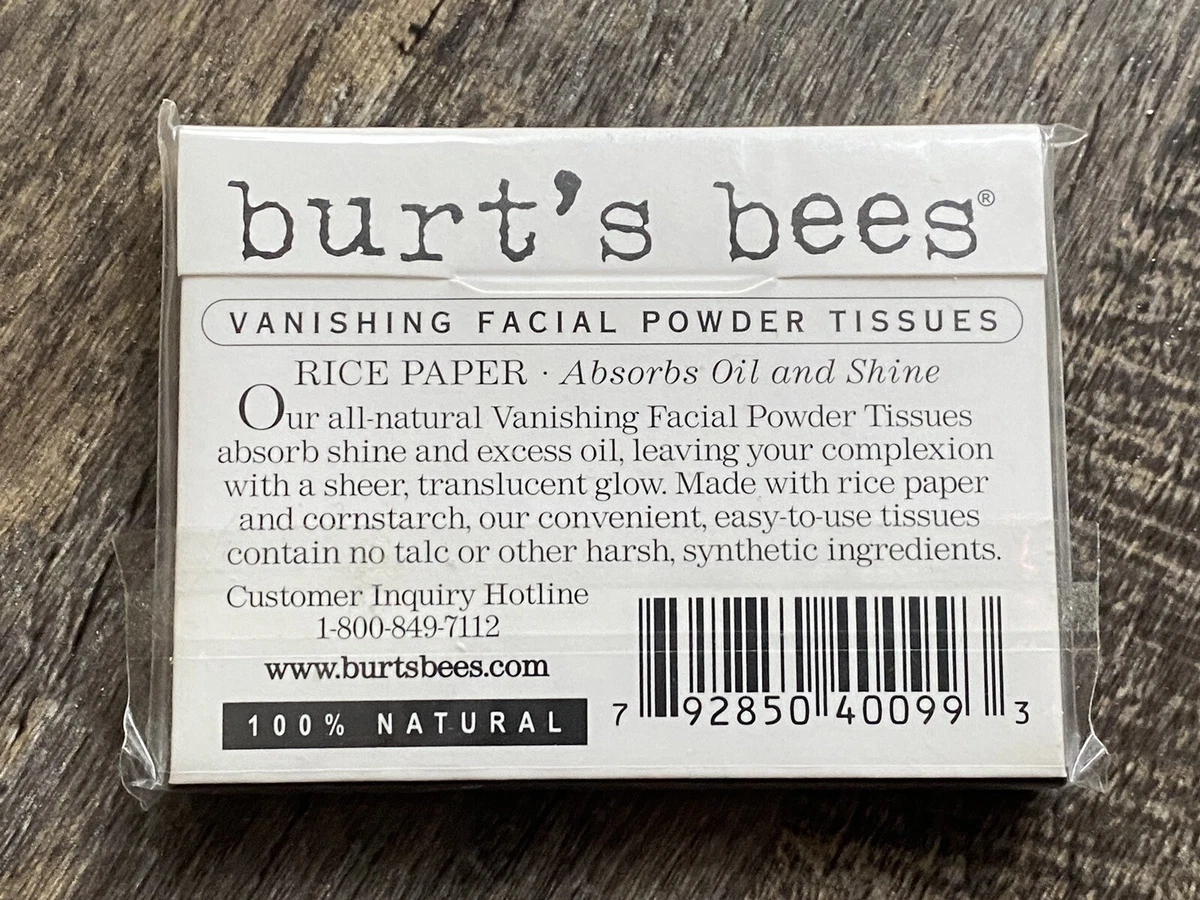 burt's bees®
VANISHING FACIAL POWDER TISSUES
RICE PAPER · Absorbs Oil and Shine
Our all-natural Vanishing Facial Powder Tissues
absorb shine and excess oil, leaving your complexion
with a sheer, translucent glow. Made with rice paper
and cornstarch, our convenient, easy-to-use tissues
contain no talc or other harsh, synthetic ingredients.
Customer Inquiry Hotline
1-800-849-7112
www.burtsbees.com
100% NATURAL
7 92850 40099 3